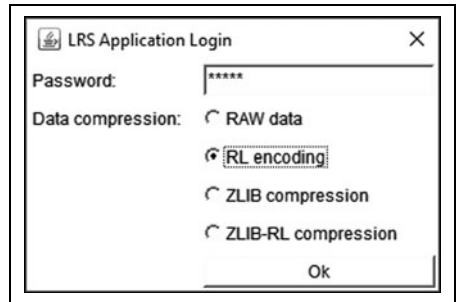 LRS Application Login
Password: *****
Data compression: RAW data
RL encoding
ZLIB compression
ZLIB-RL compression
Ok